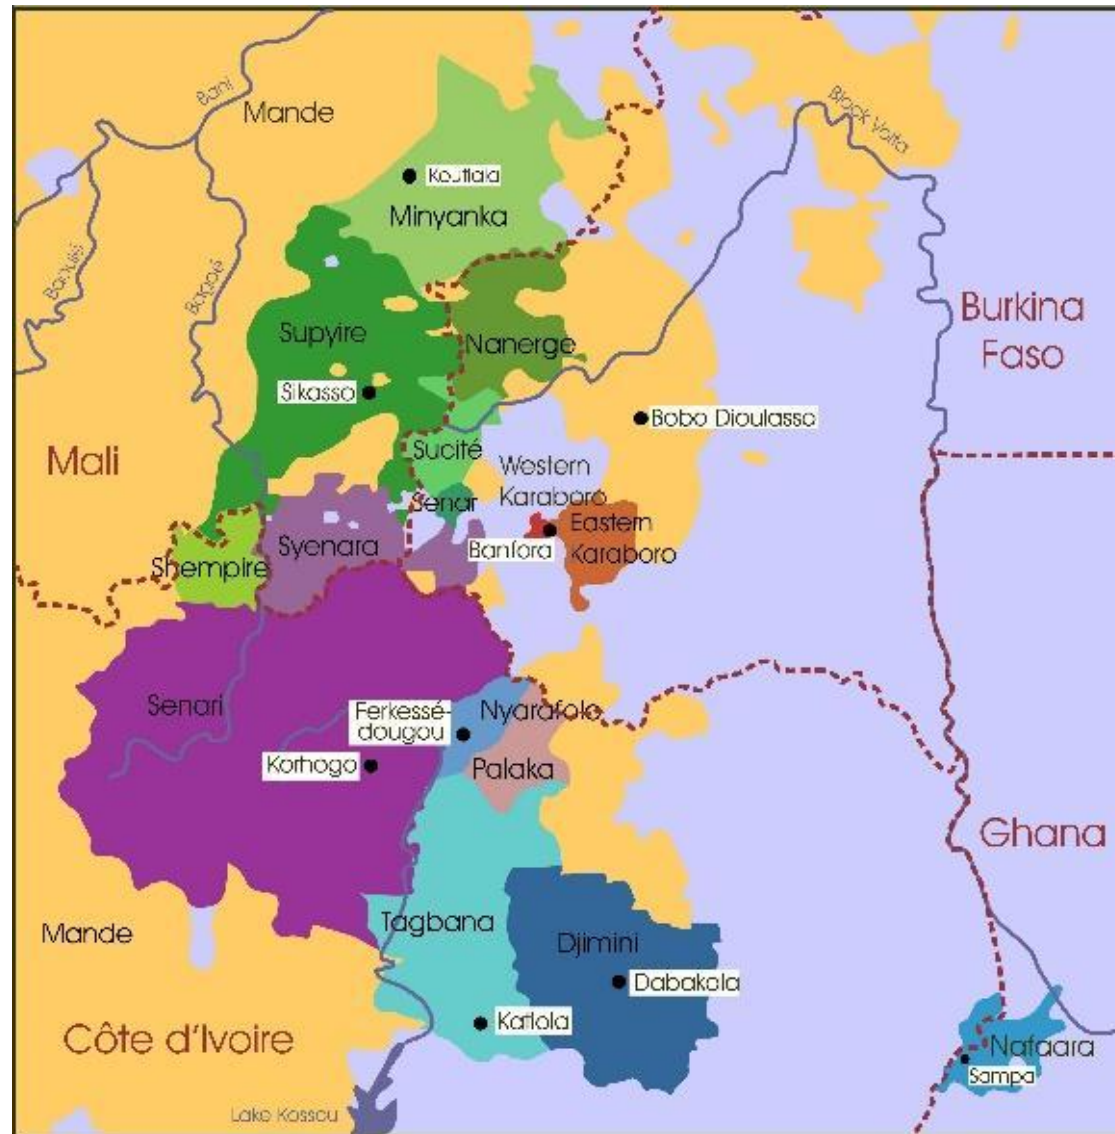 Bani
Mande
Black Volta
Koutiala
Minyanka
Baoulé
Bagoé
Burkina
Faso
Supyire
Nanerge
Sikasso
Bobo Dioulasso
Mali
Sucité
Western
Karaboro
Senar
Eastern
Karaboro
Banfora
Syenara
Shempire
Senari
Ferkessé-
dougou
Nyarafolo
Korhogo
Palaka
Ghana
Mande
Tagbana
Djimini
Dabakola
Katiola
Côte d'Ivoire
Nafaara
Sampa
Lake Kossou